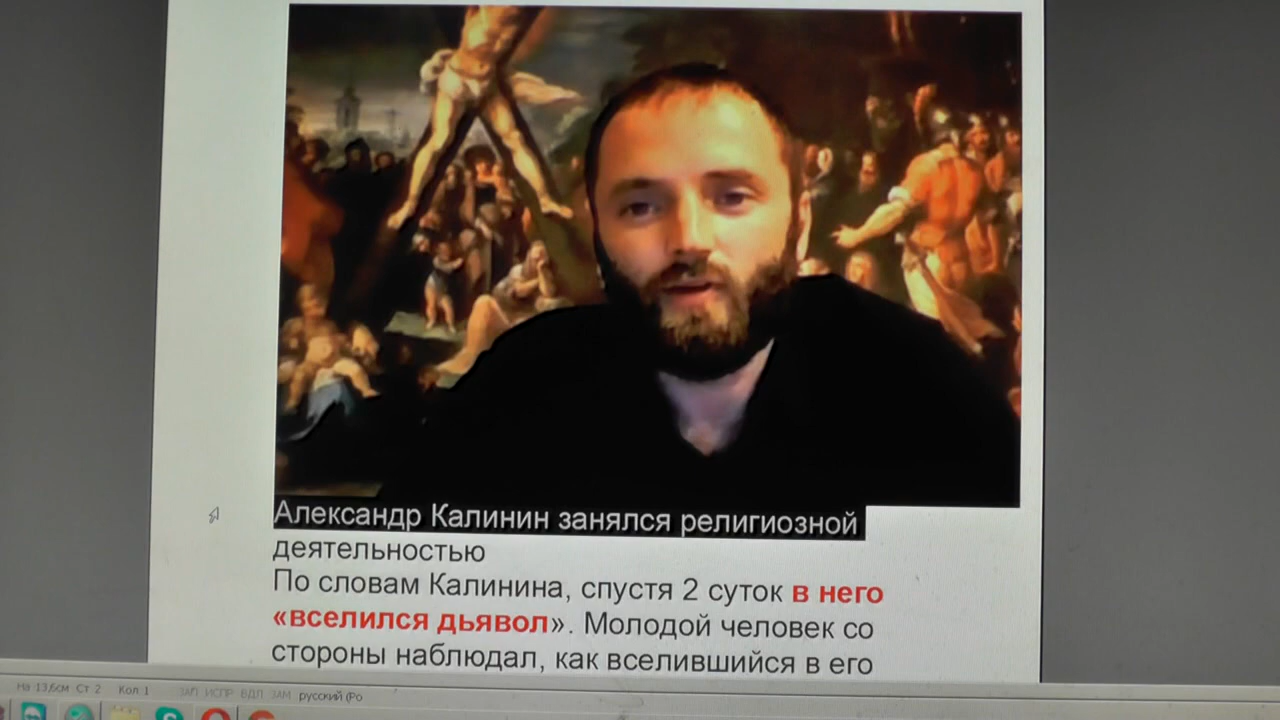 Александр Калинин занялся религиозной
деятельностью
По словам Калинина, спустя 2 суток в него
«вселился дьявол». Молодой человек со
стороны наблюдал, как вселившийся в его
На 13,6см Ст 2 Кол 1 ЗАП ИСПР ВДЛ ЗАМ русский (Ро